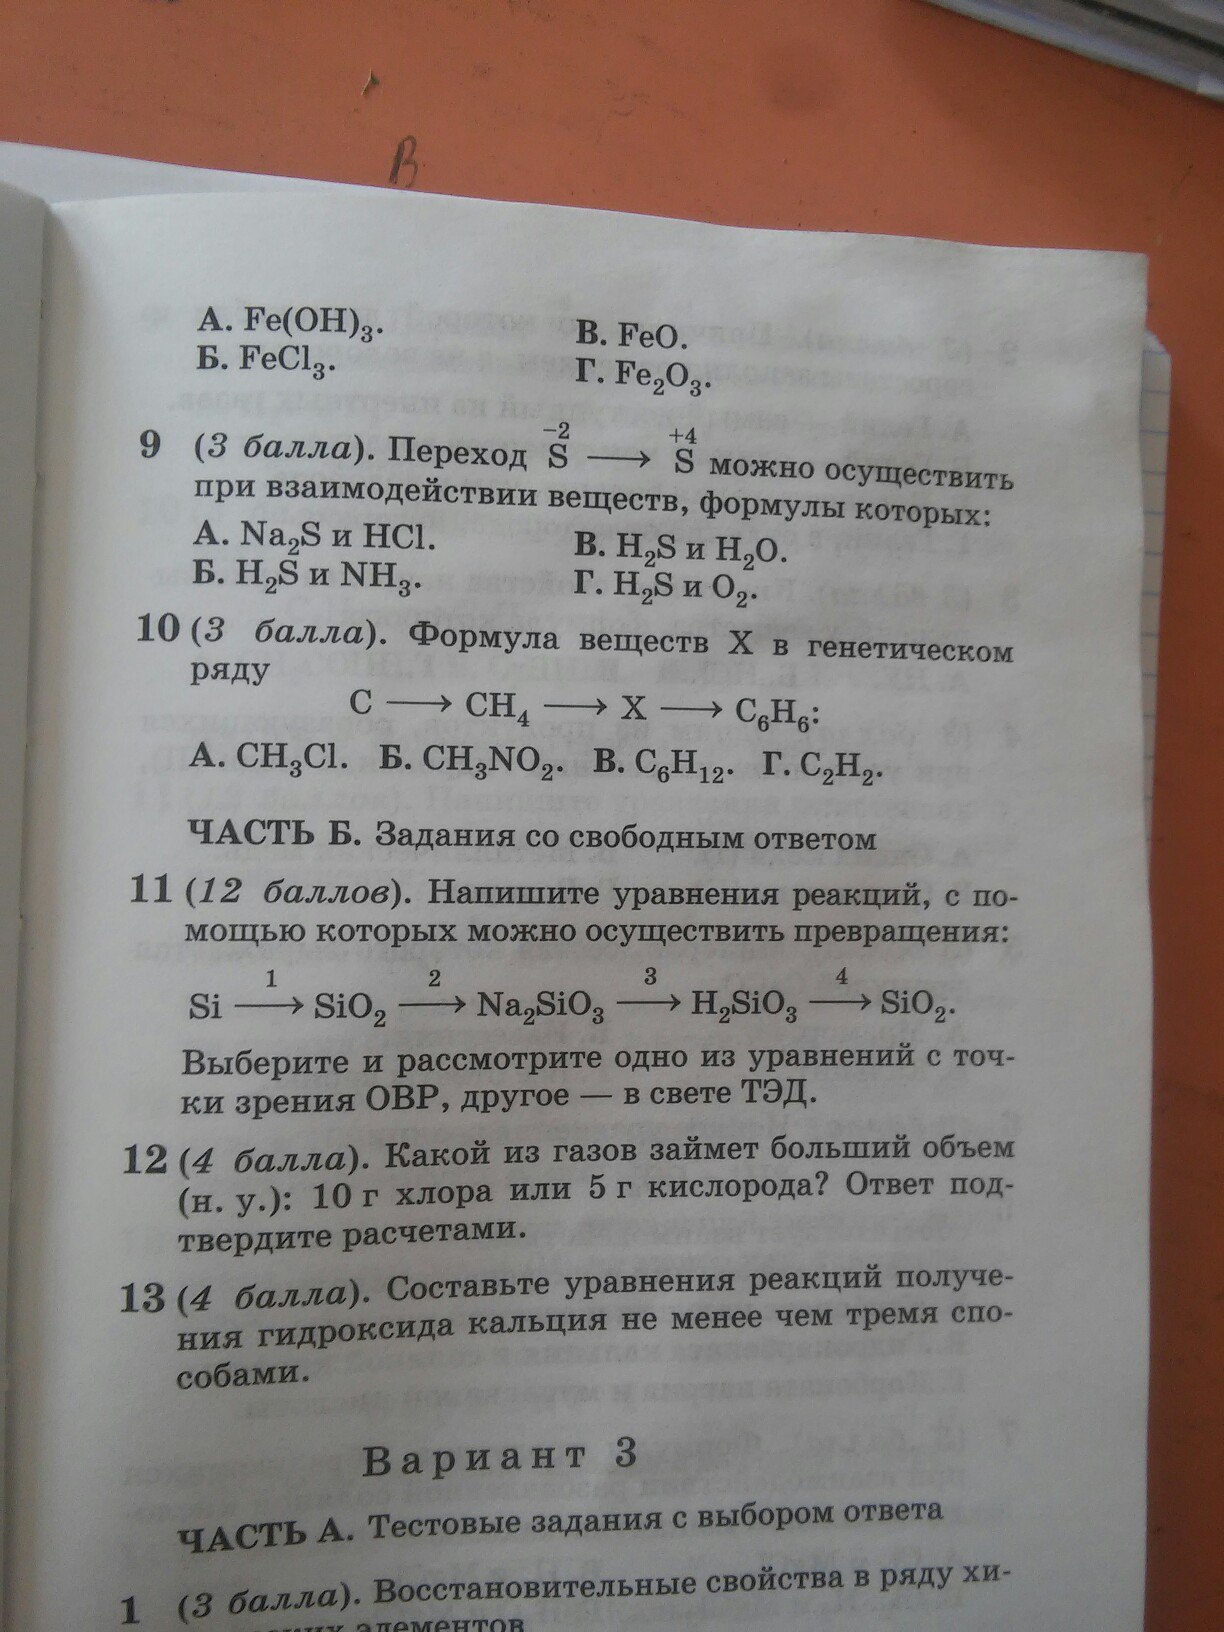 В
А. Fe(OH)₃. В. FeO.
Б. FeCl₃. Г. Fe₂O₃.
9 (3 балла). Переход S⁻² ⟶ S⁺⁴ можно осуществить
при взаимодействии веществ, формулы которых:
А. Na₂S и HCl. В. H₂S и H₂O.
Б. H₂S и NH₃. Г. H₂S и O₂.
10 (3 балла). Формула веществ X в генетическом
ряду
C ⟶ CH₄ ⟶ X ⟶ C₆H₆:
А. CH₃Cl. Б. CH₃NO₂. В. C₆H₁₂. Г. C₂H₂.
ЧАСТЬ Б. Задания со свободным ответом
11 (12 баллов). Напишите уравнения реакций, с по-
мощью которых можно осуществить превращения:
1 2 3 4
Si ⟶ SiO₂ ⟶ Na₂SiO₃ ⟶ H₂SiO₃ ⟶ SiO₂.
Выберите и рассмотрите одно из уравнений с точ-
ки зрения ОВР, другое — в свете ТЭД.
12 (4 балла). Какой из газов займет больший объем
(н. у.): 10 г хлора или 5 г кислорода? Ответ под-
твердите расчетами.
13 (4 балла). Составьте уравнения реакций получе-
ния гидроксида кальция не менее чем тремя спо-
собами.
Вариант 3
ЧАСТЬ А. Тестовые задания с выбором ответа
1 (3 балла). Восстановительные свойства в ряду хи-
элементов